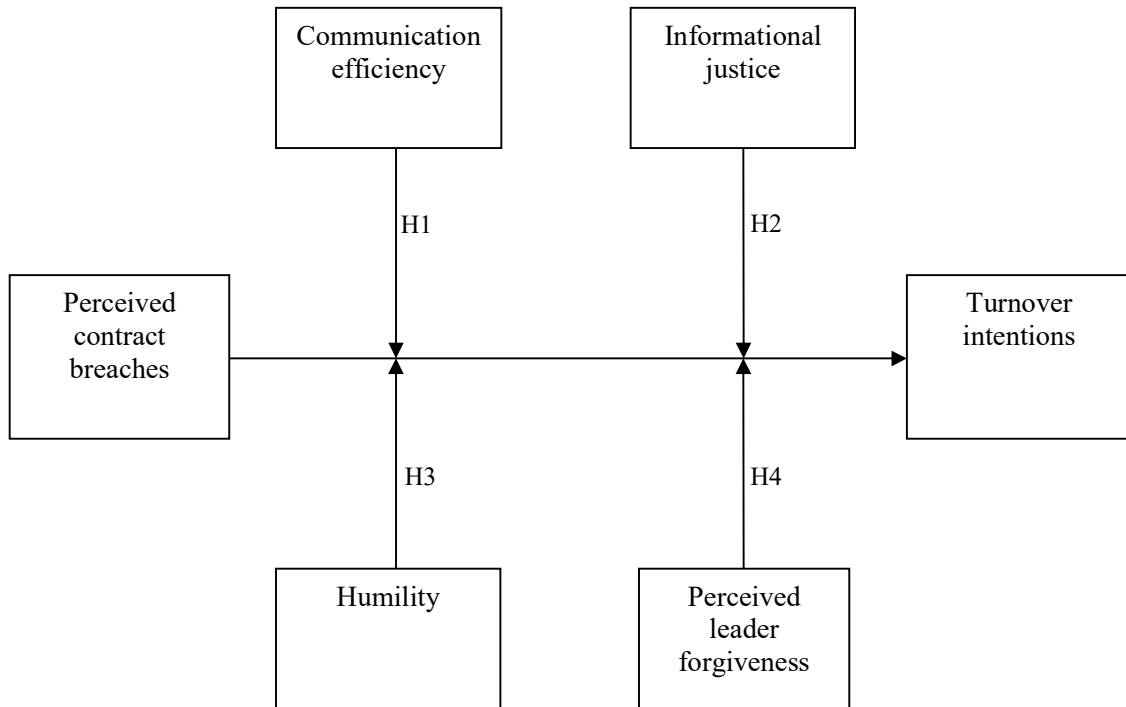 Communication
efficiency
Informational
justice
H1
H2
Perceived
contract
breaches
Turnover
intentions
H3
H4
Humility
Perceived
leader
forgiveness